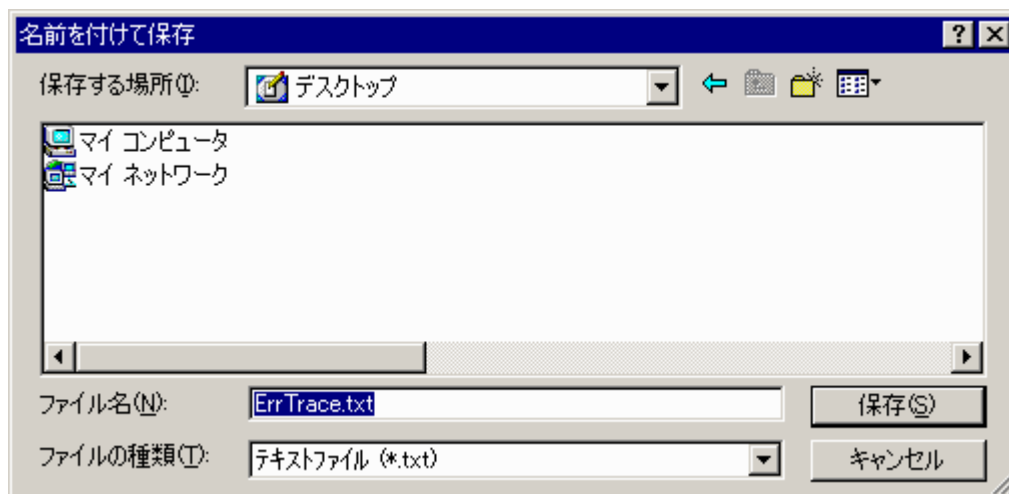 名前を付けて保存
保存する場所(I): デスクトップ
マイ コンピュータ
マイ ネットワーク
ファイル名(N): ErrTrace.txt 保存(S)
ファイルの種類(T): テキストファイル (*.txt) キャンセル